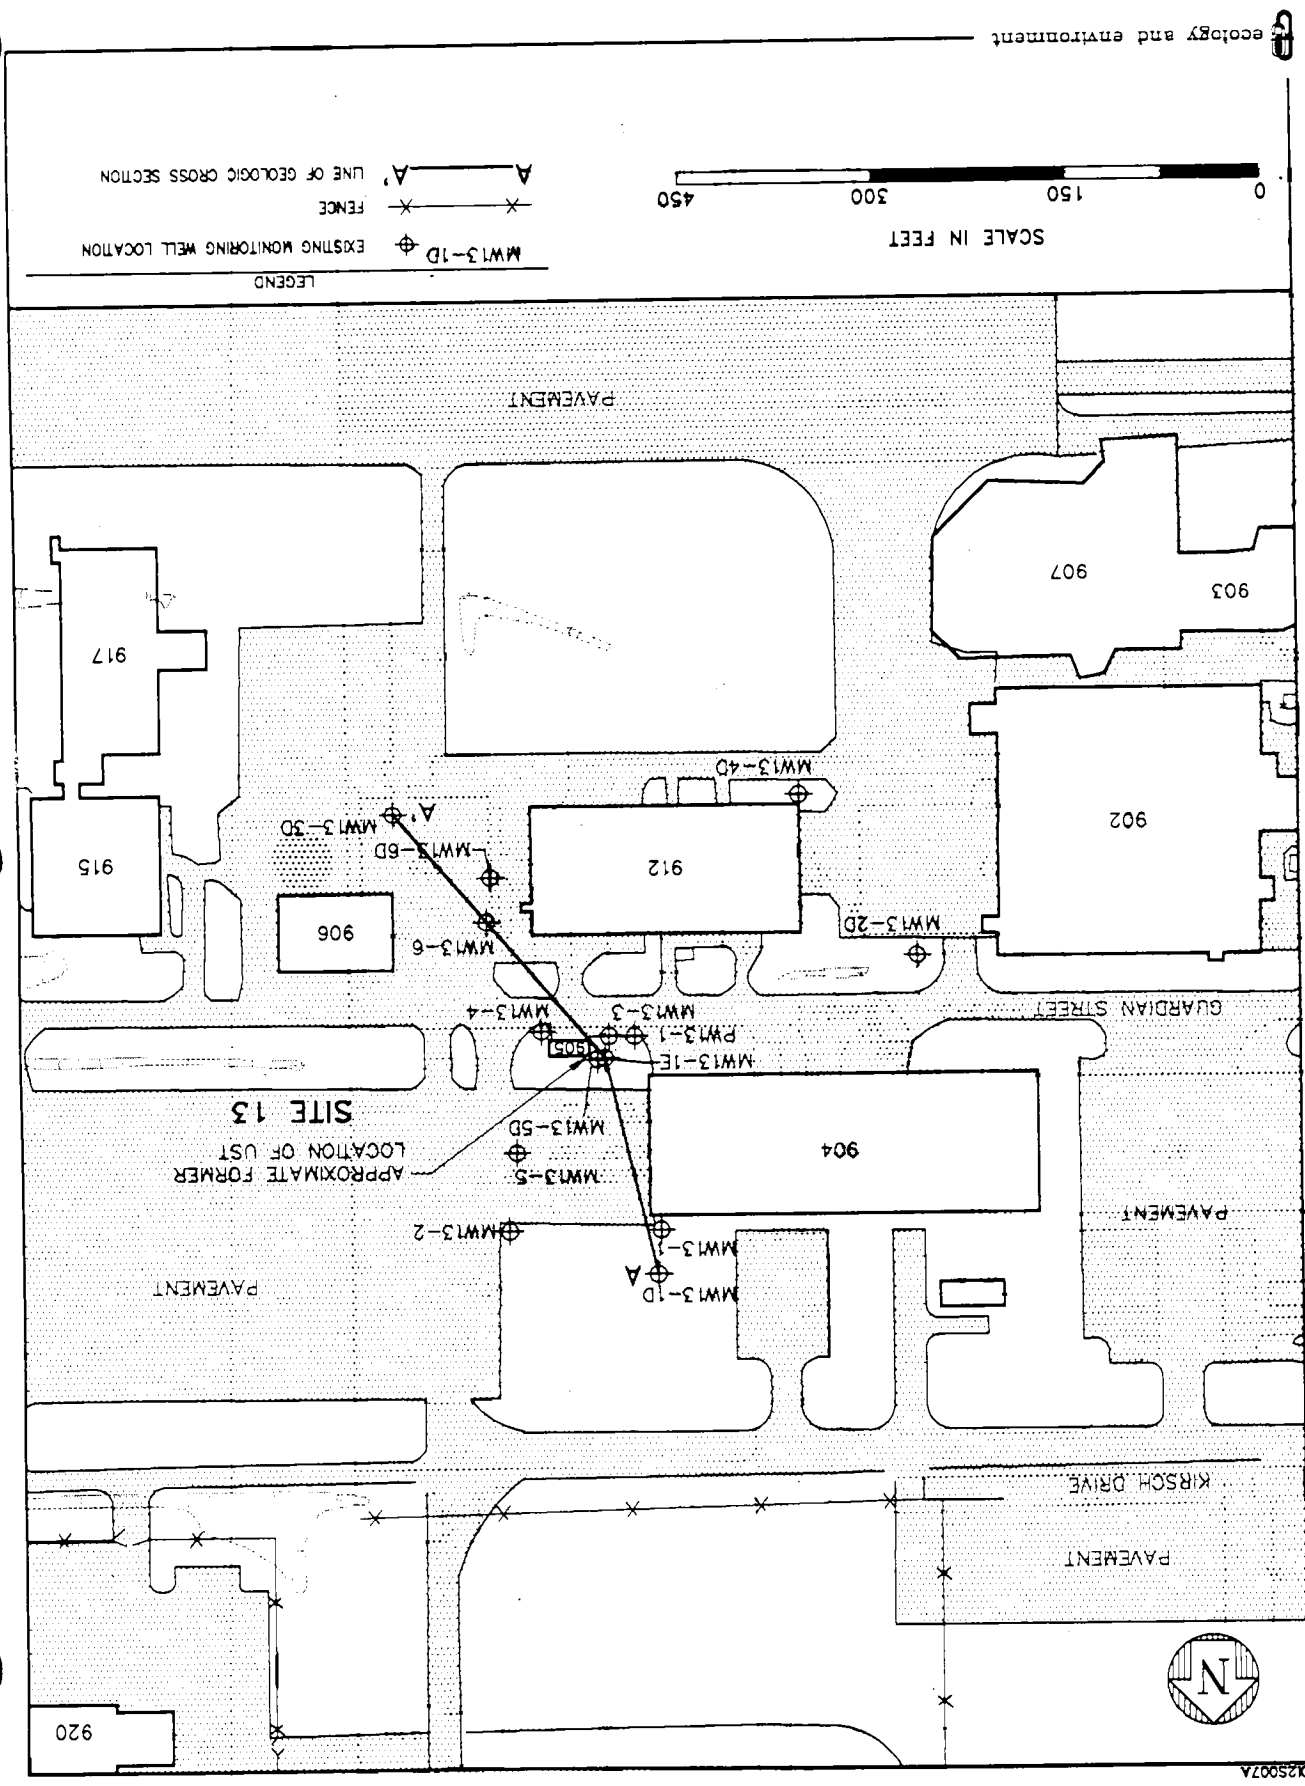 12S007A
N
920
PAVEMENT
KIRSCH DRIVE
PAVEMENT
MW13-1D
A
MW13-1
MW13-2
PAVEMENT
904
MW13-5
MW13-5D
APPROXIMATE FORMER
LOCATION OF UST
SITE 13
PAVEMENT
MW13-1E
905
PW13-1
MW13-3
MW13-4
GUARDIAN STREET
MW13-2D
MW13-6
906
912
MW13-6D
915
902
MW13-3D
A'
MW13-4D
917
903
907
PAVEMENT
SCALE IN FEET
0 150 300 450
LEGEND
MW13-1D EXISTING MONITORING WELL LOCATION
FENCE
A A' LINE OF GEOLOGIC CROSS SECTION
ecology and environment